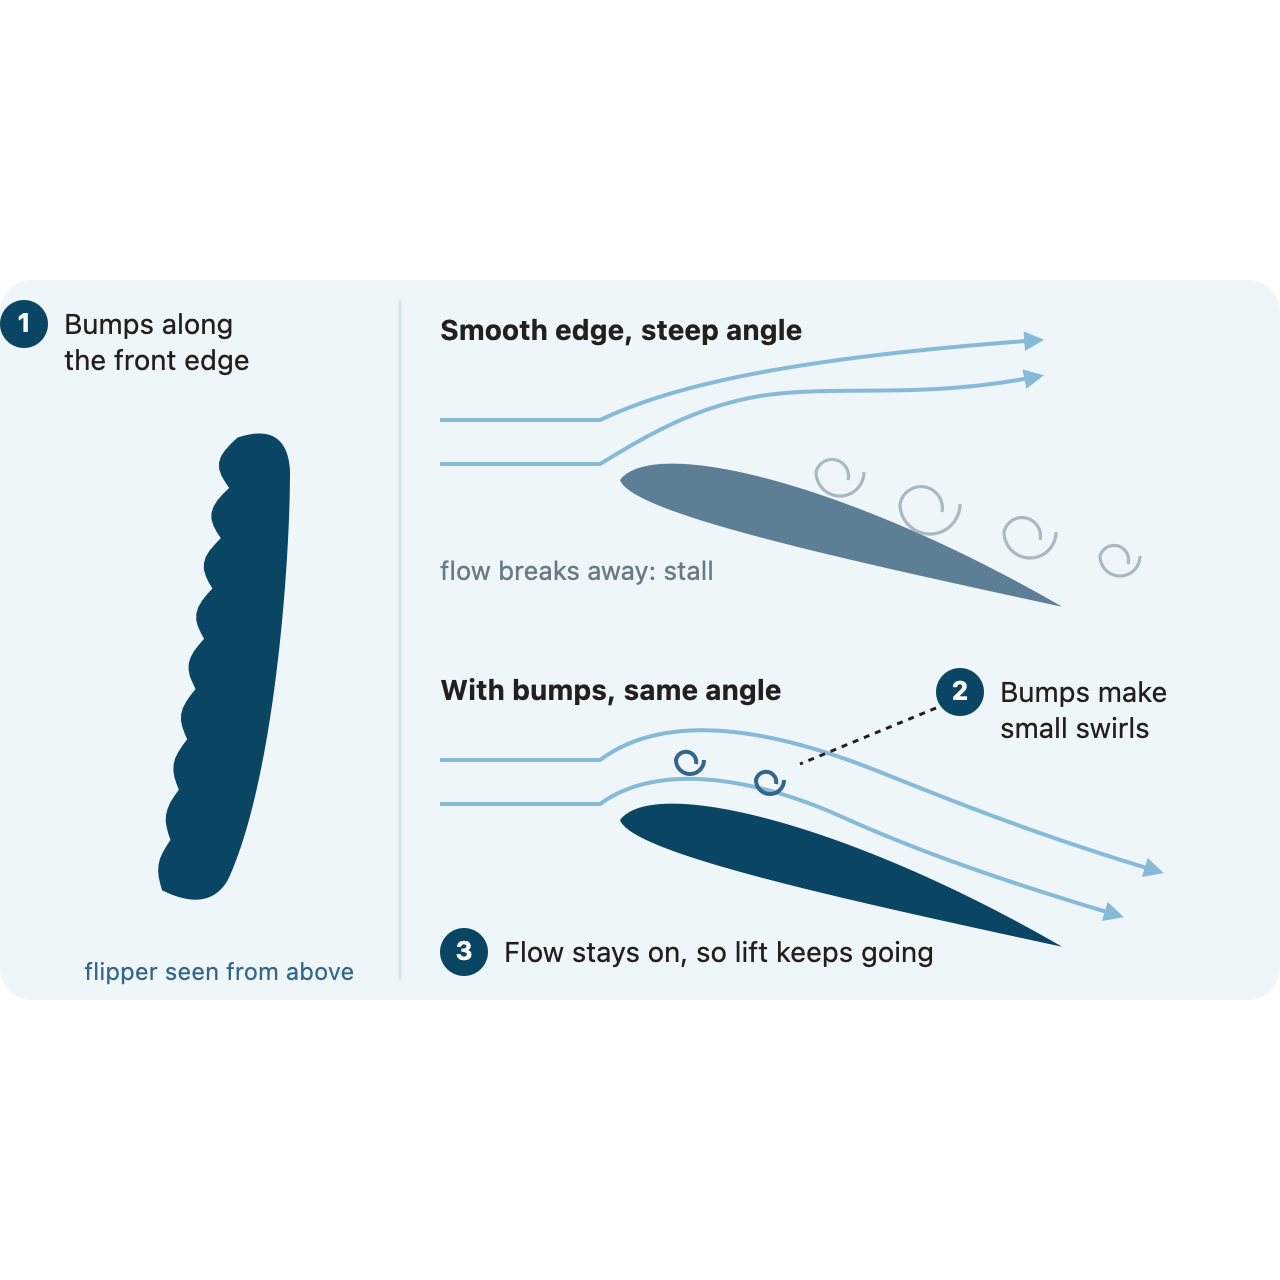 1
Bumps along
the front edge
flipper seen from above
Smooth edge, steep angle
flow breaks away: stall
With bumps, same angle
2
Bumps make
small swirls
3
Flow stays on, so lift keeps going